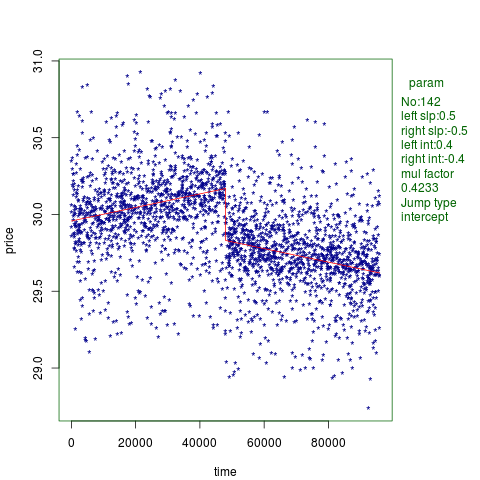 31.0
30.5
30.0
29.5
29.0
price
0
20000
40000
60000
80000
time
param
No:142
left slp:0.5
right slp:-0.5
left int:0.4
right int:-0.4
mul factor
0.4233
Jump type
intercept